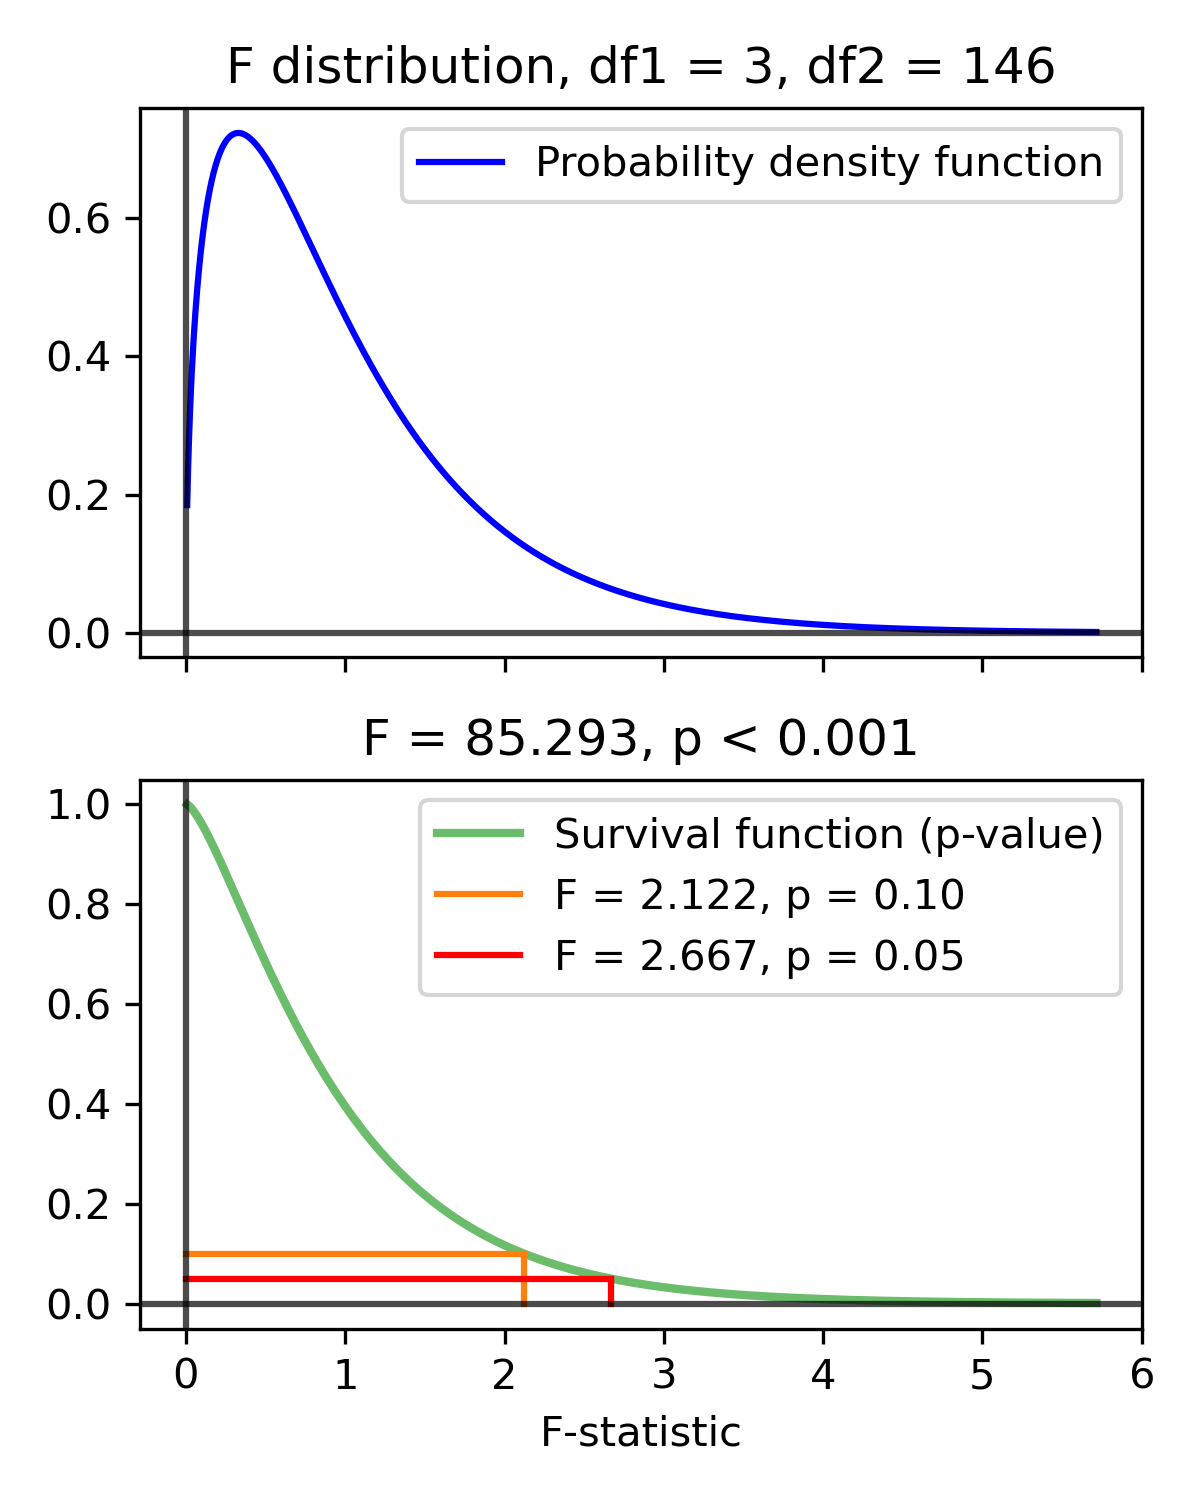 F distribution, df1 = 3, df2 = 146
Probability density function
0.6
0.4
0.2
0.0
F = 85.293, p < 0.001
1.0
0.8
0.6
0.4
0.2
0.0
Survival function (p-value)
F = 2.122, p = 0.10
F = 2.667, p = 0.05
0 1 2 3 4 5 6
F-statistic